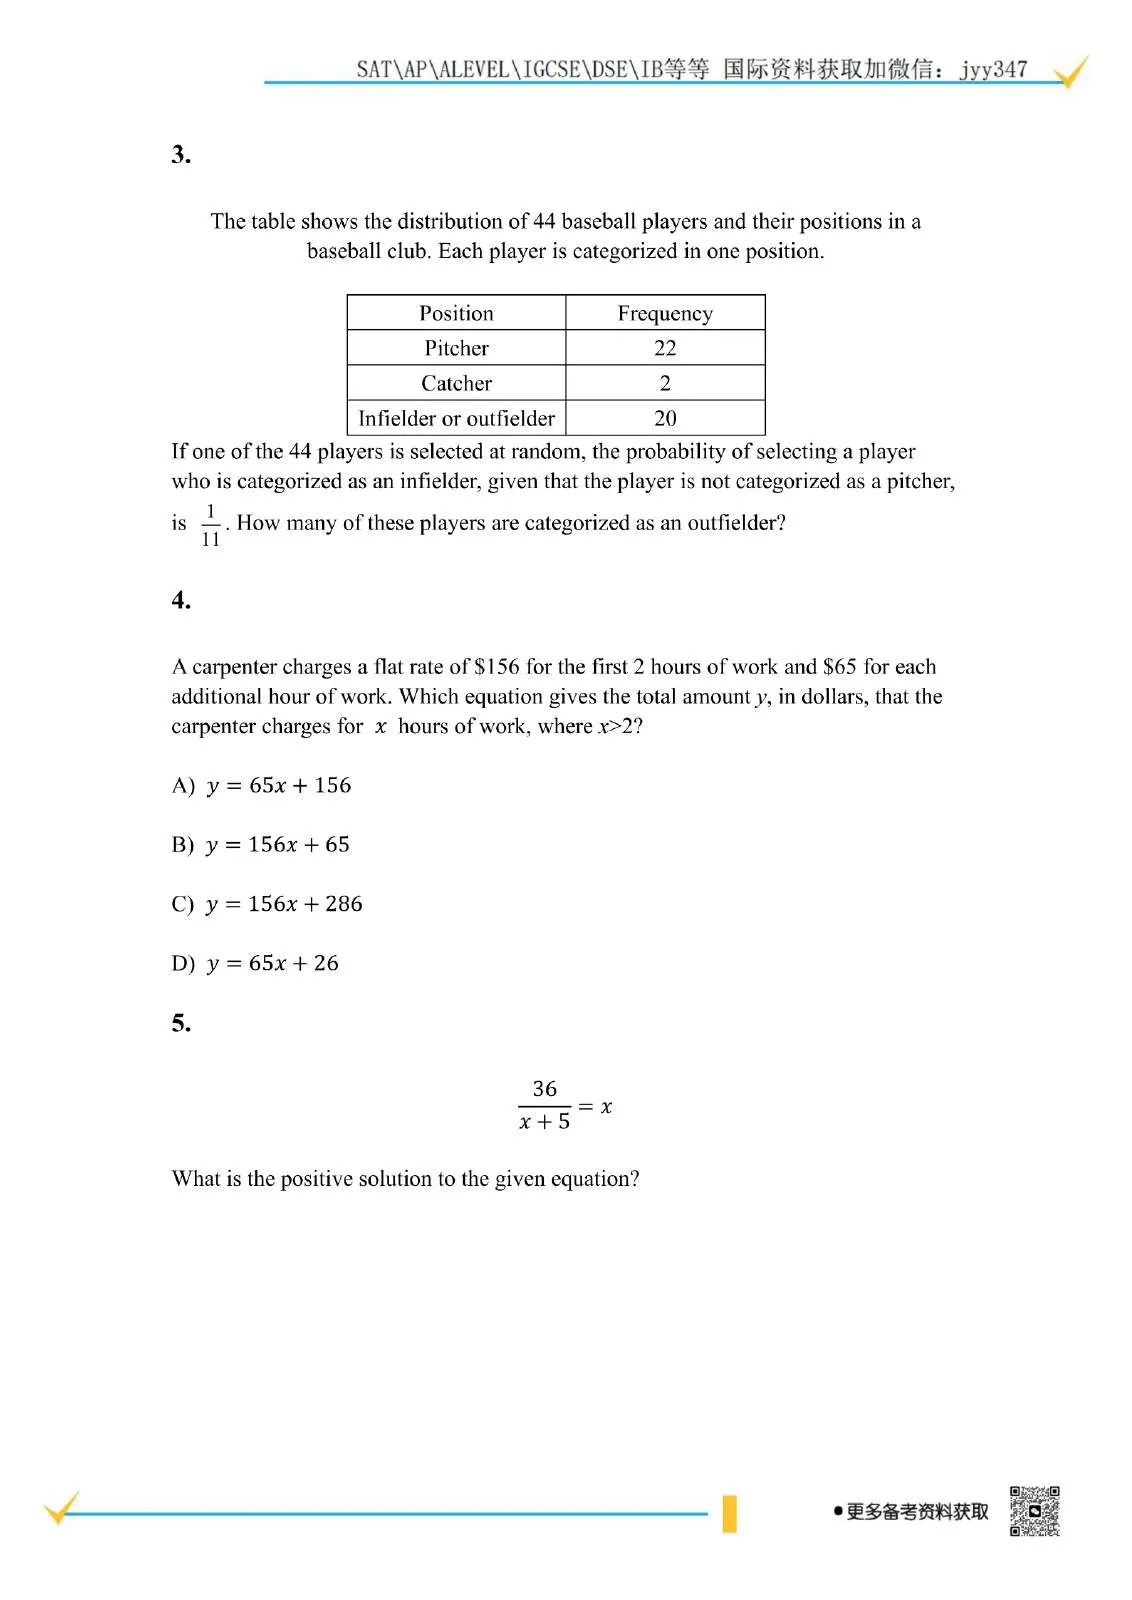 SAT\AP\ALEVEL\IGCSE\DSE\IB等等 国际资料获取加微信: jyy347
3.
The table shows the distribution of 44 baseball players and their positions in a
baseball club. Each player is categorized in one position.
Position Frequency
Pitcher 22
Catcher 2
Infielder or outfielder 20
If one of the 44 players is selected at random, the probability of selecting a player
who is categorized as an infielder, given that the player is not categorized as a pitcher,
is 1/11. How many of these players are categorized as an outfielder?
4.
A carpenter charges a flat rate of $156 for the first 2 hours of work and $65 for each
additional hour of work. Which equation gives the total amount y, in dollars, that the
carpenter charges for x hours of work, where x>2?
A) y = 65x + 156
B) y = 156x + 65
C) y = 156x + 286
D) y = 65x + 26
5.
36/(x + 5) = x
What is the positive solution to the given equation?
•更多备考资料获取